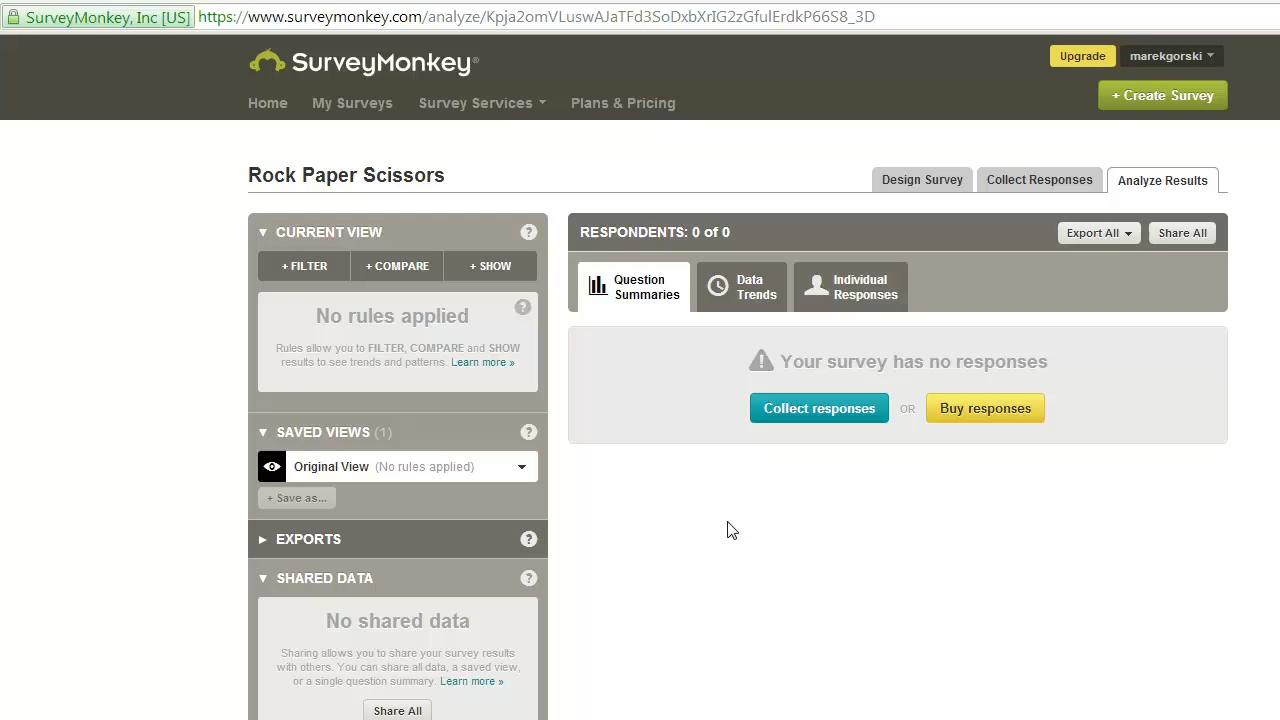 SurveyMonkey, Inc [US] https://www.surveymonkey.com/analyze/Kpja2omVLuswAJaTFd3SoDxbXrIG2zGfulErdkP66S8_3D
SurveyMonkey®
Upgrade
marekgorski
Home My Surveys Survey Services Plans & Pricing
+ Create Survey
Rock Paper Scissors
Design Survey Collect Responses Analyze Results
CURRENT VIEW ?
+ FILTER + COMPARE + SHOW
No rules applied ?
Rules allow you to FILTER, COMPARE and SHOW
results to see trends and patterns. Learn more »
SAVED VIEWS (1) ?
Original View (No rules applied)
+ Save as...
EXPORTS ?
SHARED DATA ?
No shared data
Sharing allows you to share your survey results
with others. You can share all data, a saved view,
or a single question summary. Learn more »
Share All
RESPONDENTS: 0 of 0
Export All Share All
Question
Summaries
Data
Trends
Individual
Responses
Your survey has no responses
Collect responses OR Buy responses